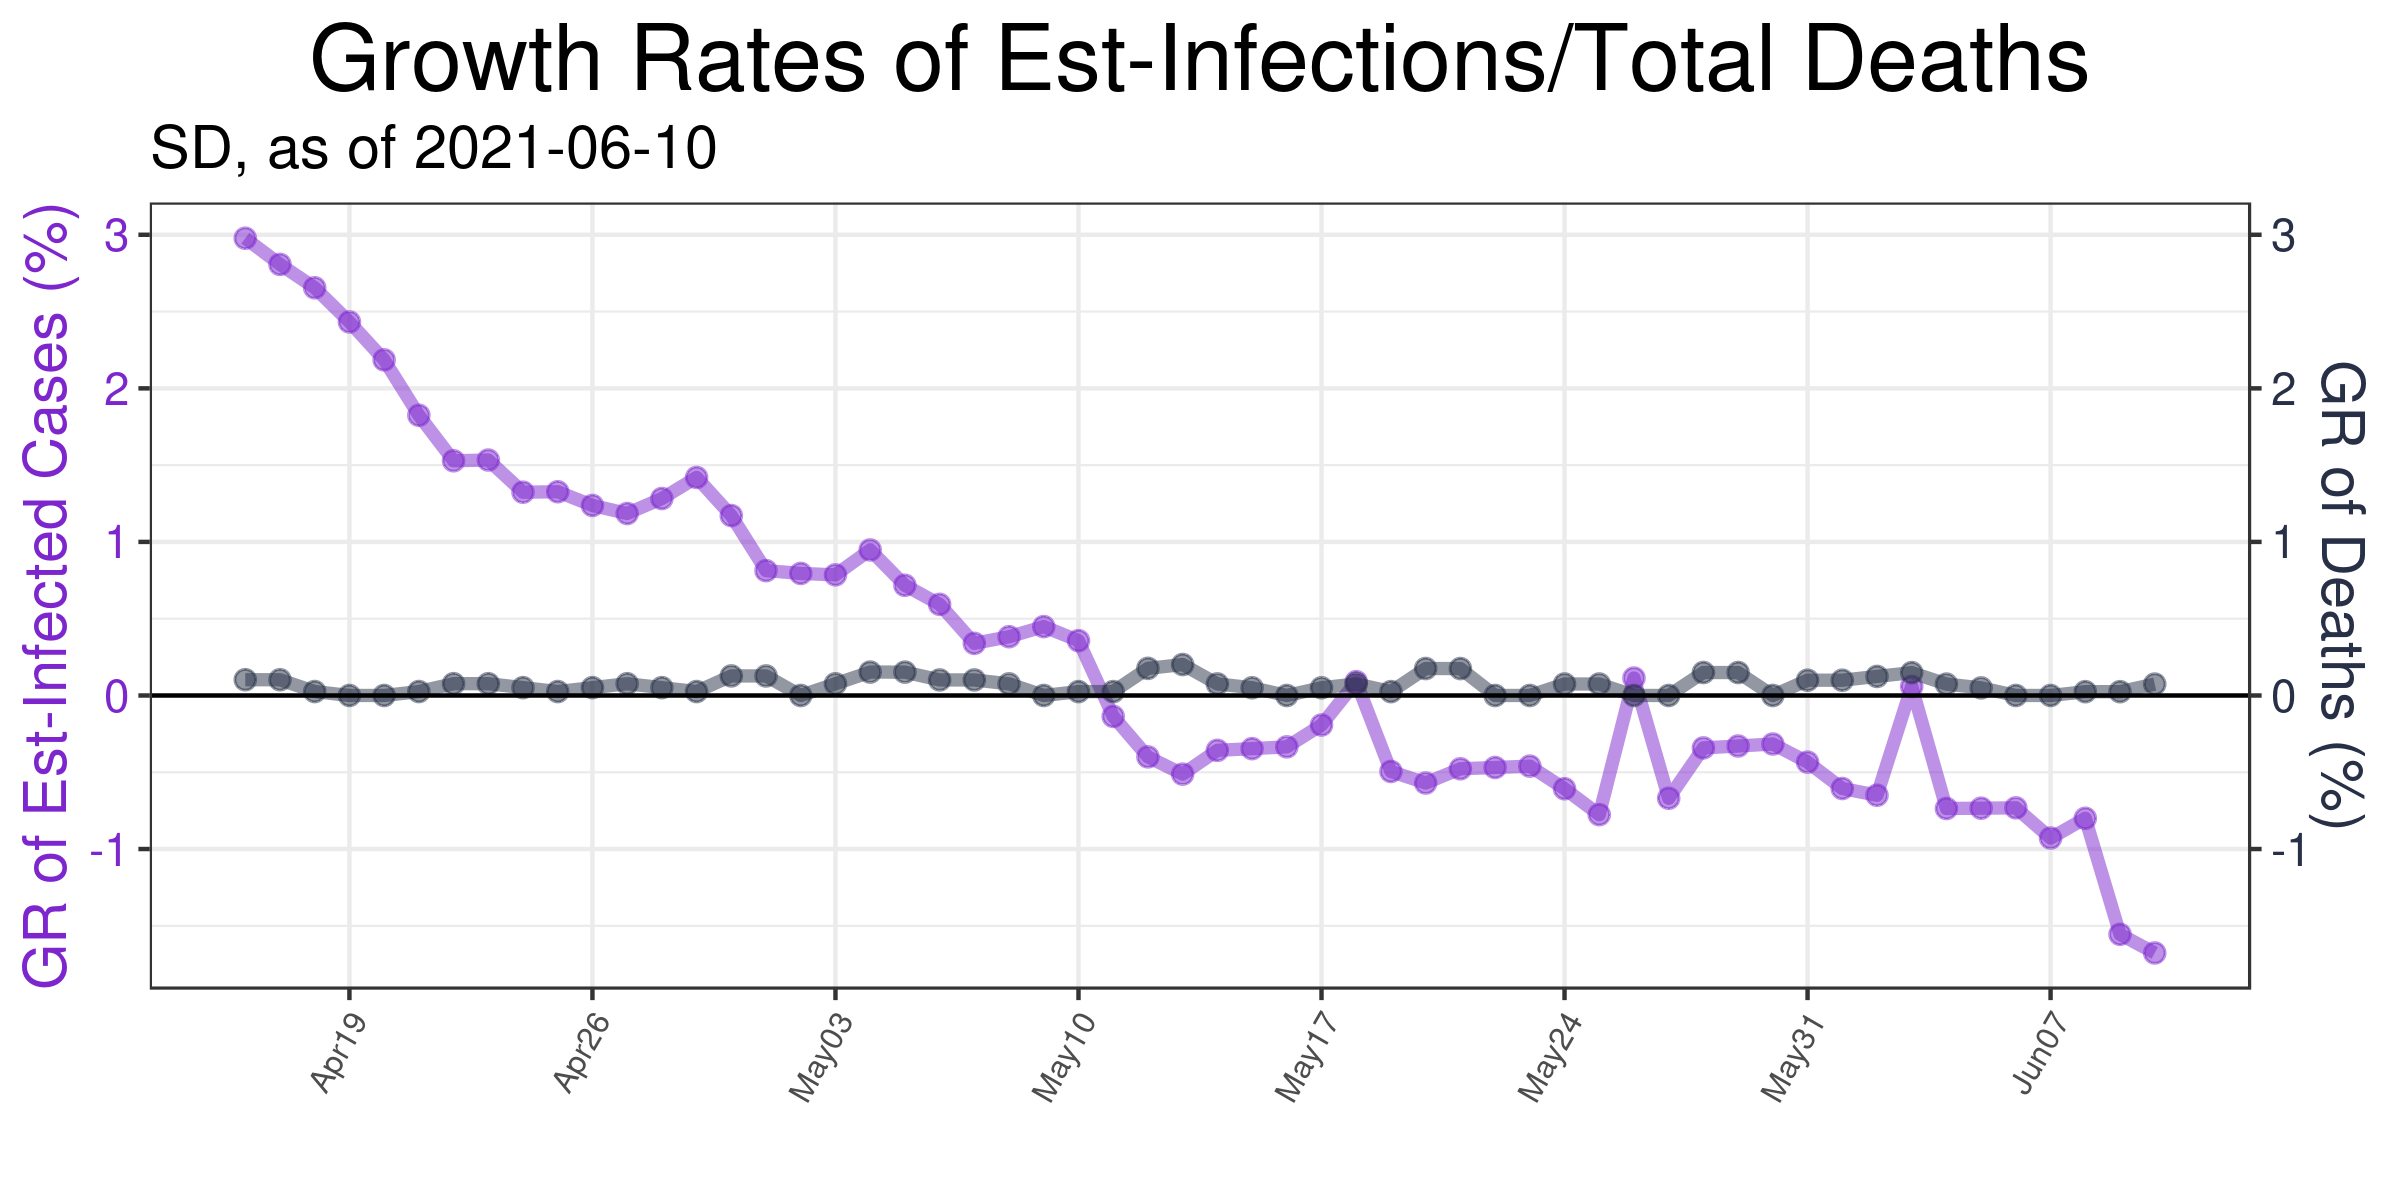 Growth Rates of Est-Infections/Total Deaths
SD, as of 2021-06-10
GR of Est-Infected Cases (%)
3
2
1
0
-1
3
2
1
0
-1
GR of Deaths (%)
Apr19
Apr26
May03
May10
May17
May24
May31
Jun07